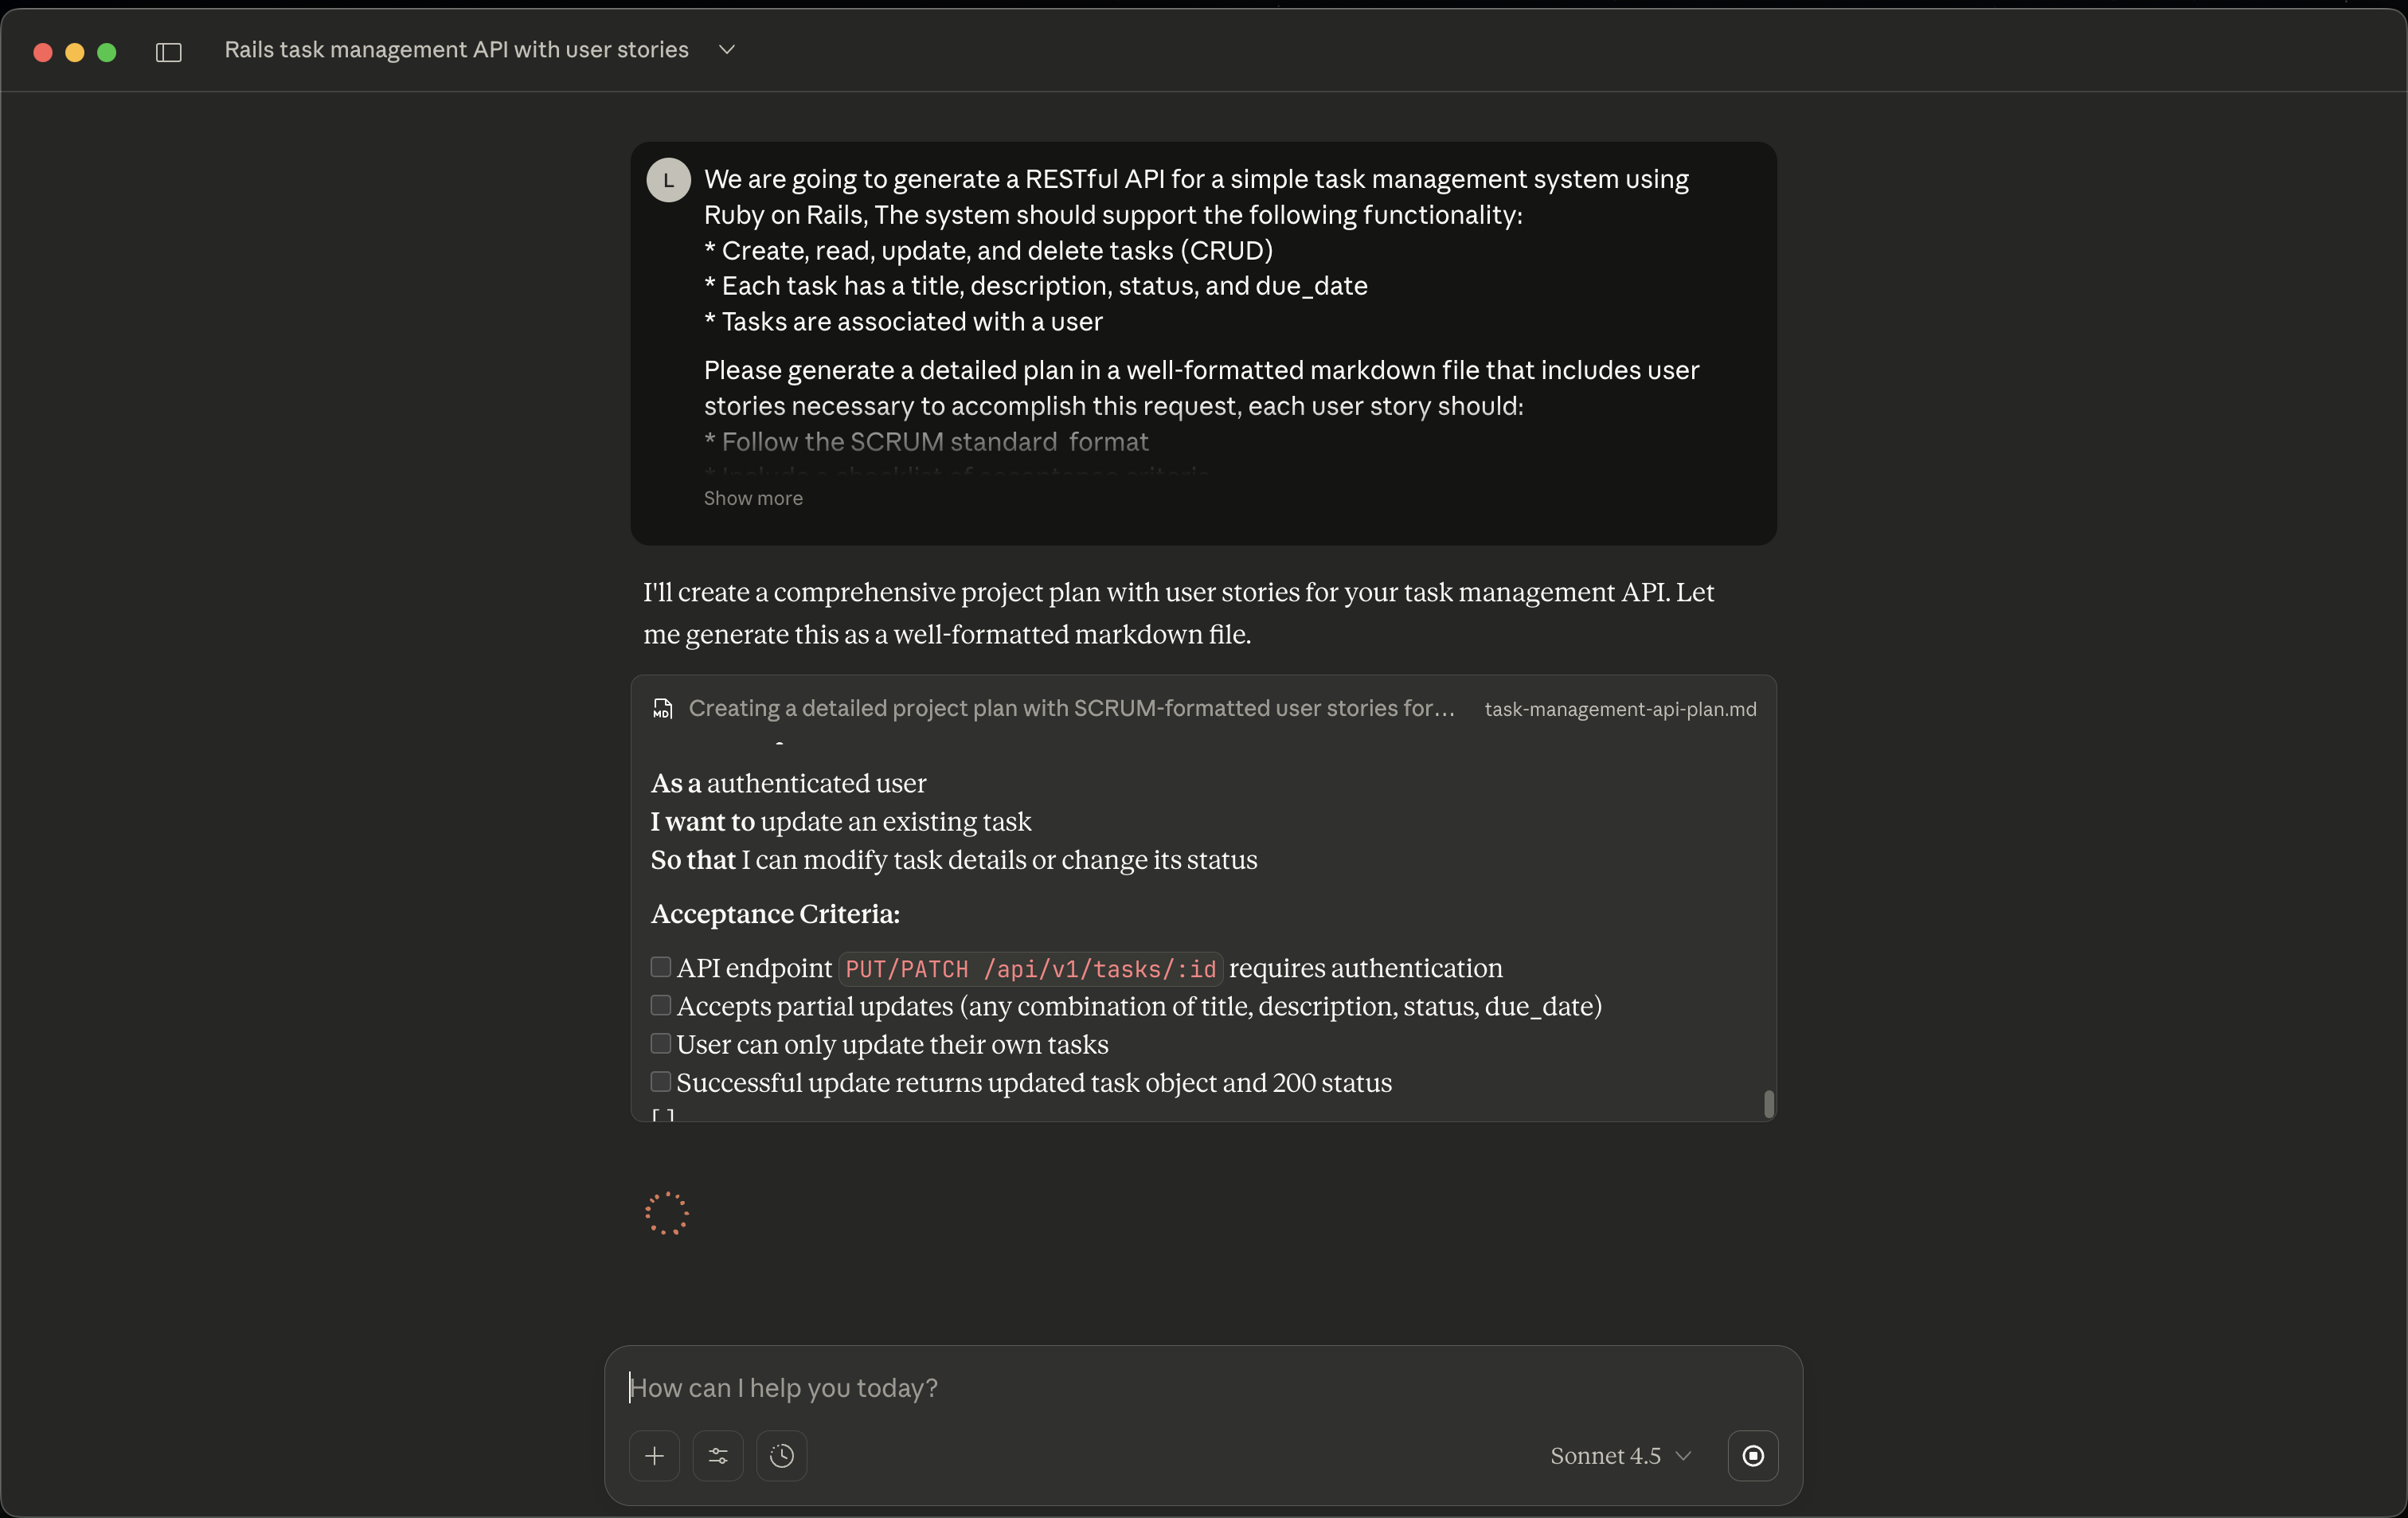 Rails task management API with user stories
L
We are going to generate a RESTful API for a simple task management system using
Ruby on Rails, The system should support the following functionality:
* Create, read, update, and delete tasks (CRUD)
* Each task has a title, description, status, and due_date
* Tasks are associated with a user
Please generate a detailed plan in a well-formatted markdown file that includes user
stories necessary to accomplish this request, each user story should:
* Follow the SCRUM standard  format
* Include a checklist of acceptance criteria
Show more
I'll create a comprehensive project plan with user stories for your task management API. Let
me generate this as a well-formatted markdown file.
MD Creating a detailed project plan with SCRUM-formatted user stories for... task-management-api-plan.md
As a authenticated user
I want to update an existing task
So that I can modify task details or change its status
Acceptance Criteria:
API endpoint PUT/PATCH /api/v1/tasks/:id requires authentication
Accepts partial updates (any combination of title, description, status, due_date)
User can only update their own tasks
Successful update returns updated task object and 200 status
[ ]
How can I help you today?
Sonnet 4.5